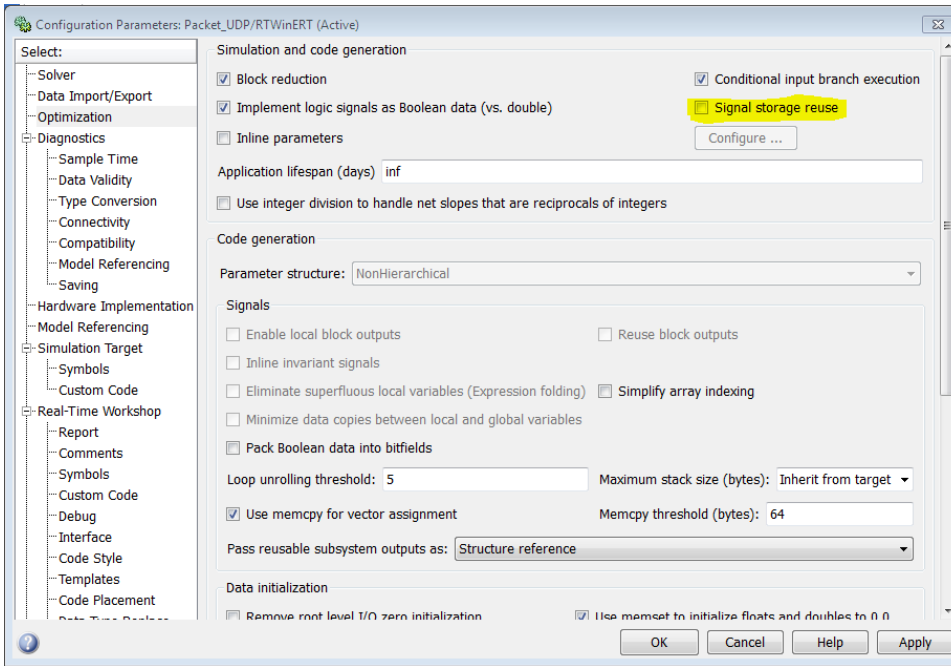 Configuration Parameters: Packet_UDP/RTWinERT (Active)
Select:
Solver
Data Import/Export
Optimization
Diagnostics
Sample Time
Data Validity
Type Conversion
Connectivity
Compatibility
Model Referencing
Saving
Hardware Implementation
Model Referencing
Simulation Target
Symbols
Custom Code
Real-Time Workshop
Report
Comments
Symbols
Custom Code
Debug
Interface
Code Style
Templates
Code Placement
Data Type Replace
Simulation and code generation
Block reduction
Conditional input branch execution
Implement logic signals as Boolean data (vs. double)
Signal storage reuse
Inline parameters
Configure ...
Application lifespan (days) inf
Use integer division to handle net slopes that are reciprocals of integers
Code generation
Parameter structure: NonHierarchical
Signals
Enable local block outputs
Reuse block outputs
Inline invariant signals
Eliminate superfluous local variables (Expression folding)
Simplify array indexing
Minimize data copies between local and global variables
Pack Boolean data into bitfields
Loop unrolling threshold: 5
Maximum stack size (bytes): Inherit from target
Use memcpy for vector assignment
Memcpy threshold (bytes): 64
Pass reusable subsystem outputs as: Structure reference
Data initialization
Remove root level I/O zero initialization
Use memset to initialize floats and doubles to 0.0
OK
Cancel
Help
Apply